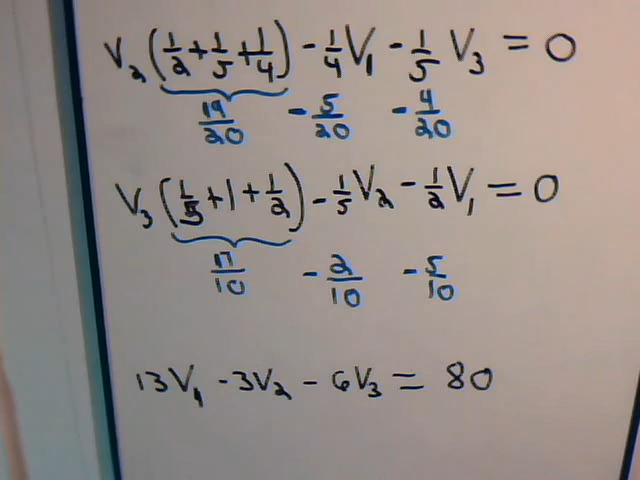 V₂ (1/2 + 1/5 + 1/4) - 1/4 V₁ - 1/5 V₃ = 0
19/20 - 5/20 - 4/20
V₃ (1/5 + 1 + 1/2) - 1/5 V₂ - 1/2 V₁ = 0
17/10 - 2/10 - 5/10
13V₁ - 3V₂ - 6V₃ = 80